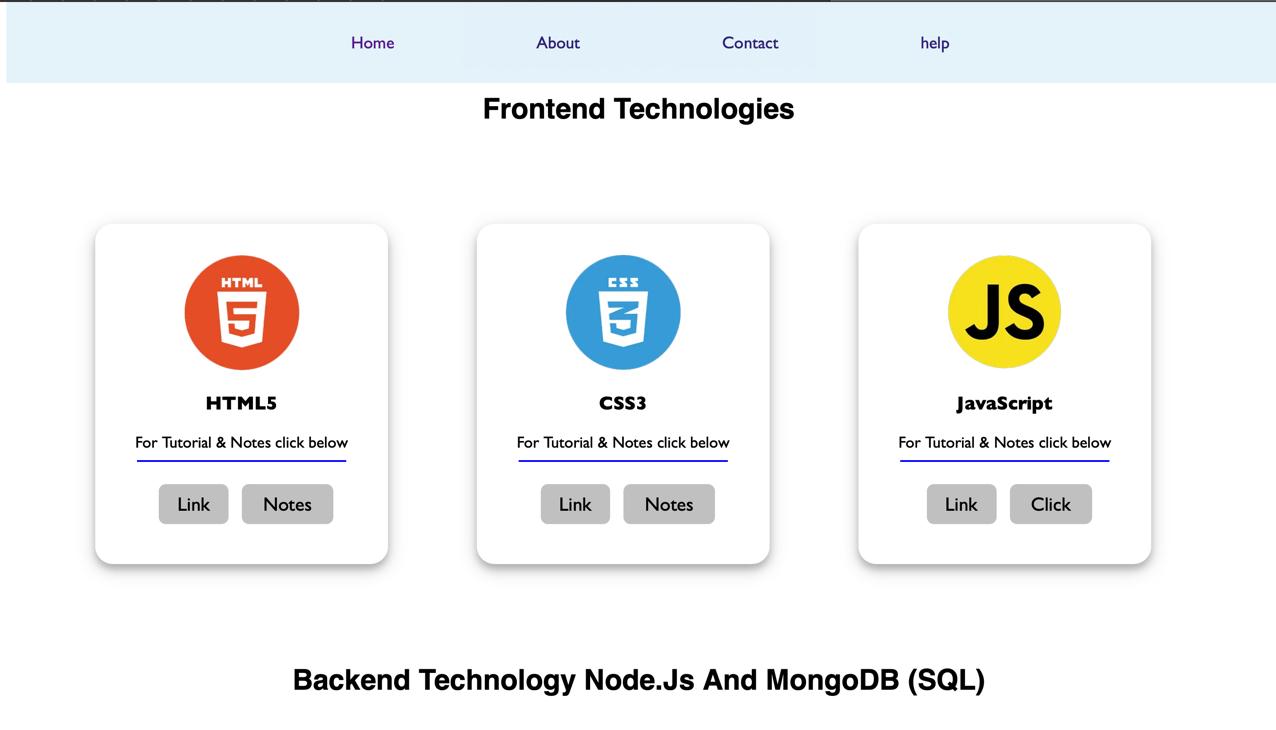 Home About Contact help
Frontend Technologies
HTML 5 CSS 3 JS
HTML5 CSS3 JavaScript
For Tutorial & Notes click below For Tutorial & Notes click below For Tutorial & Notes click below
Link Notes Link Notes Link Click
Backend Technology Node.Js And MongoDB (SQL)